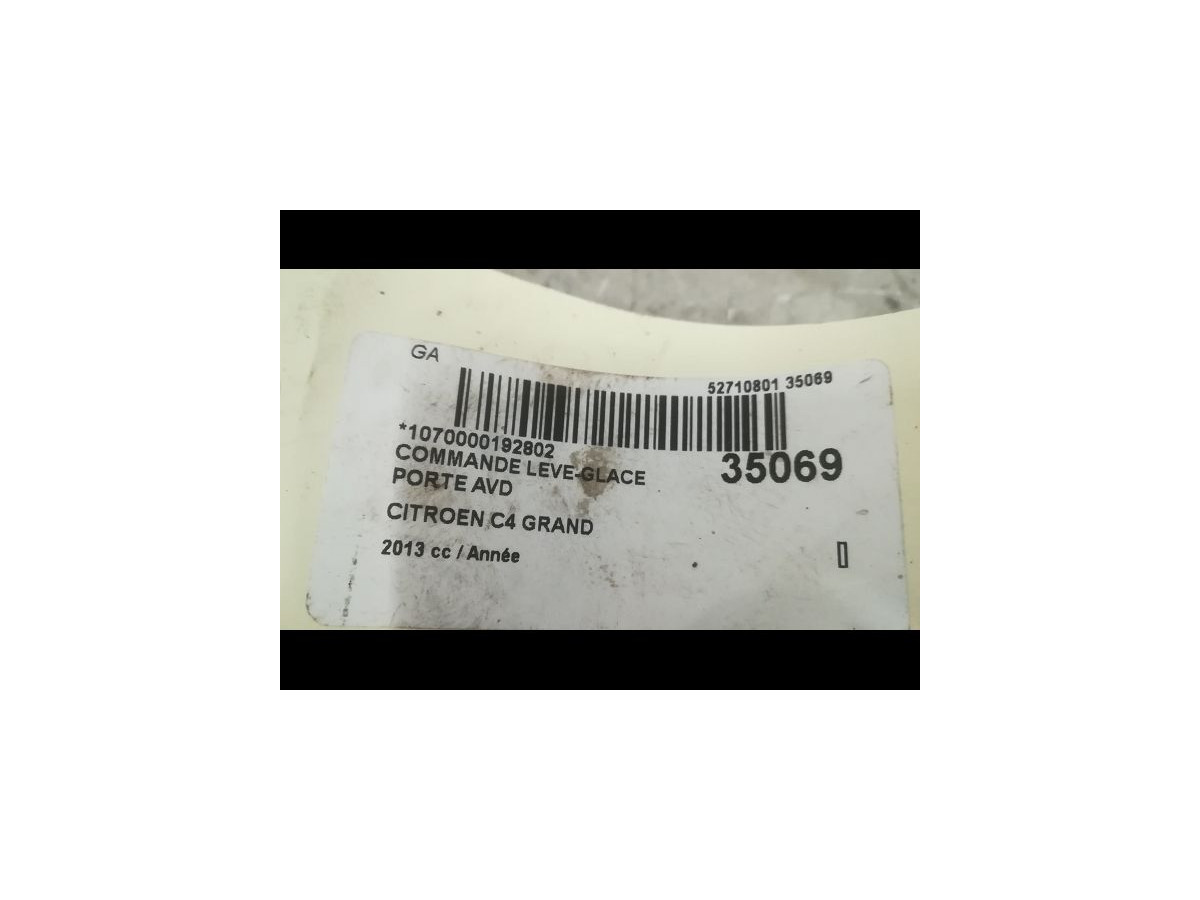 GA
52710801 35069
*1070000192802
35069
COMMANDE LEVE-GLACE
PORTE AVD
CITROEN C4 GRAND
2013 cc / Année